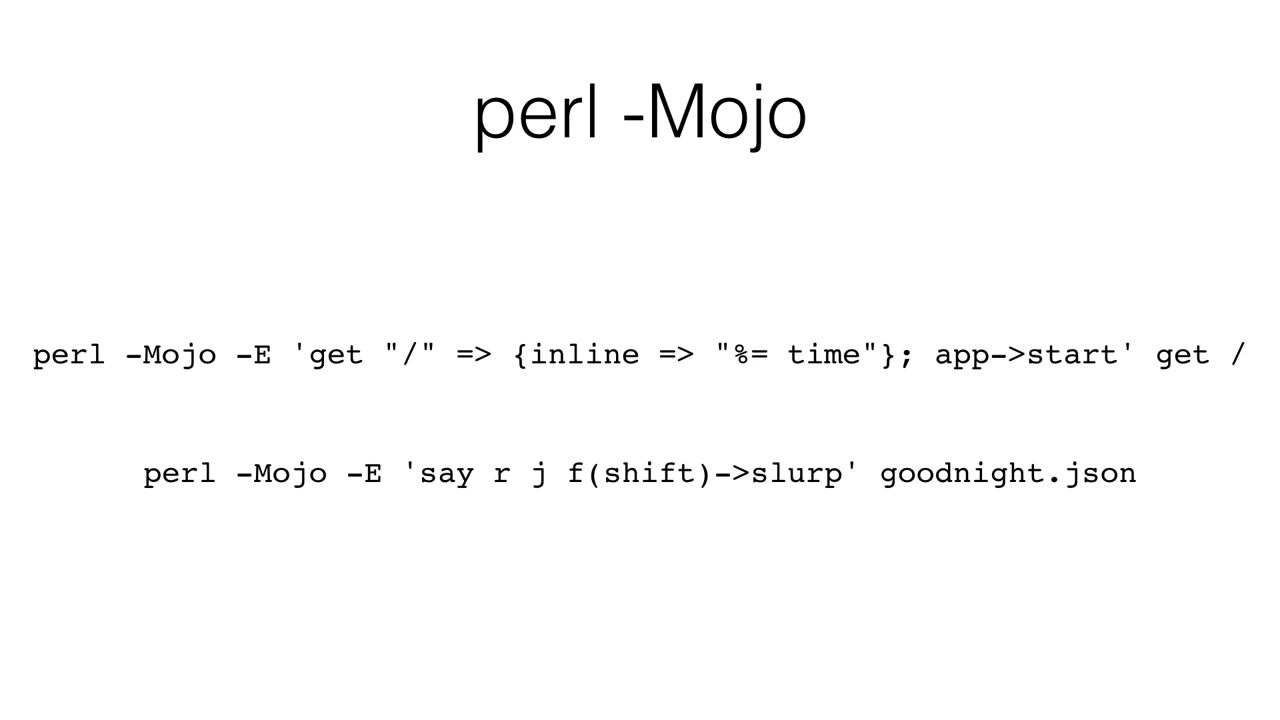 perl -Mojo
perl -Mojo -E 'get "/" => {inline => "%= time"}; app->start' get /
perl -Mojo -E 'say r j f(shift)->slurp' goodnight.json